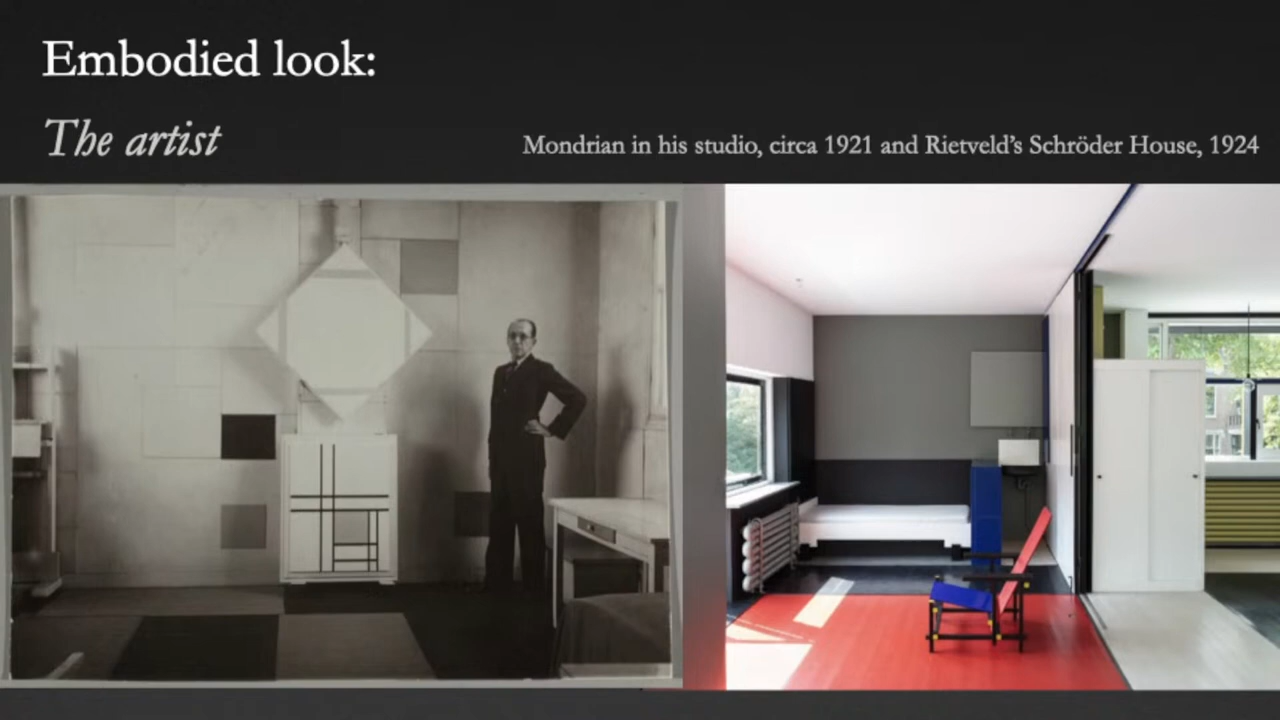 Embodied look:
The artist
Mondrian in his studio, circa 1921 and Rietveld’s Schröder House, 1924